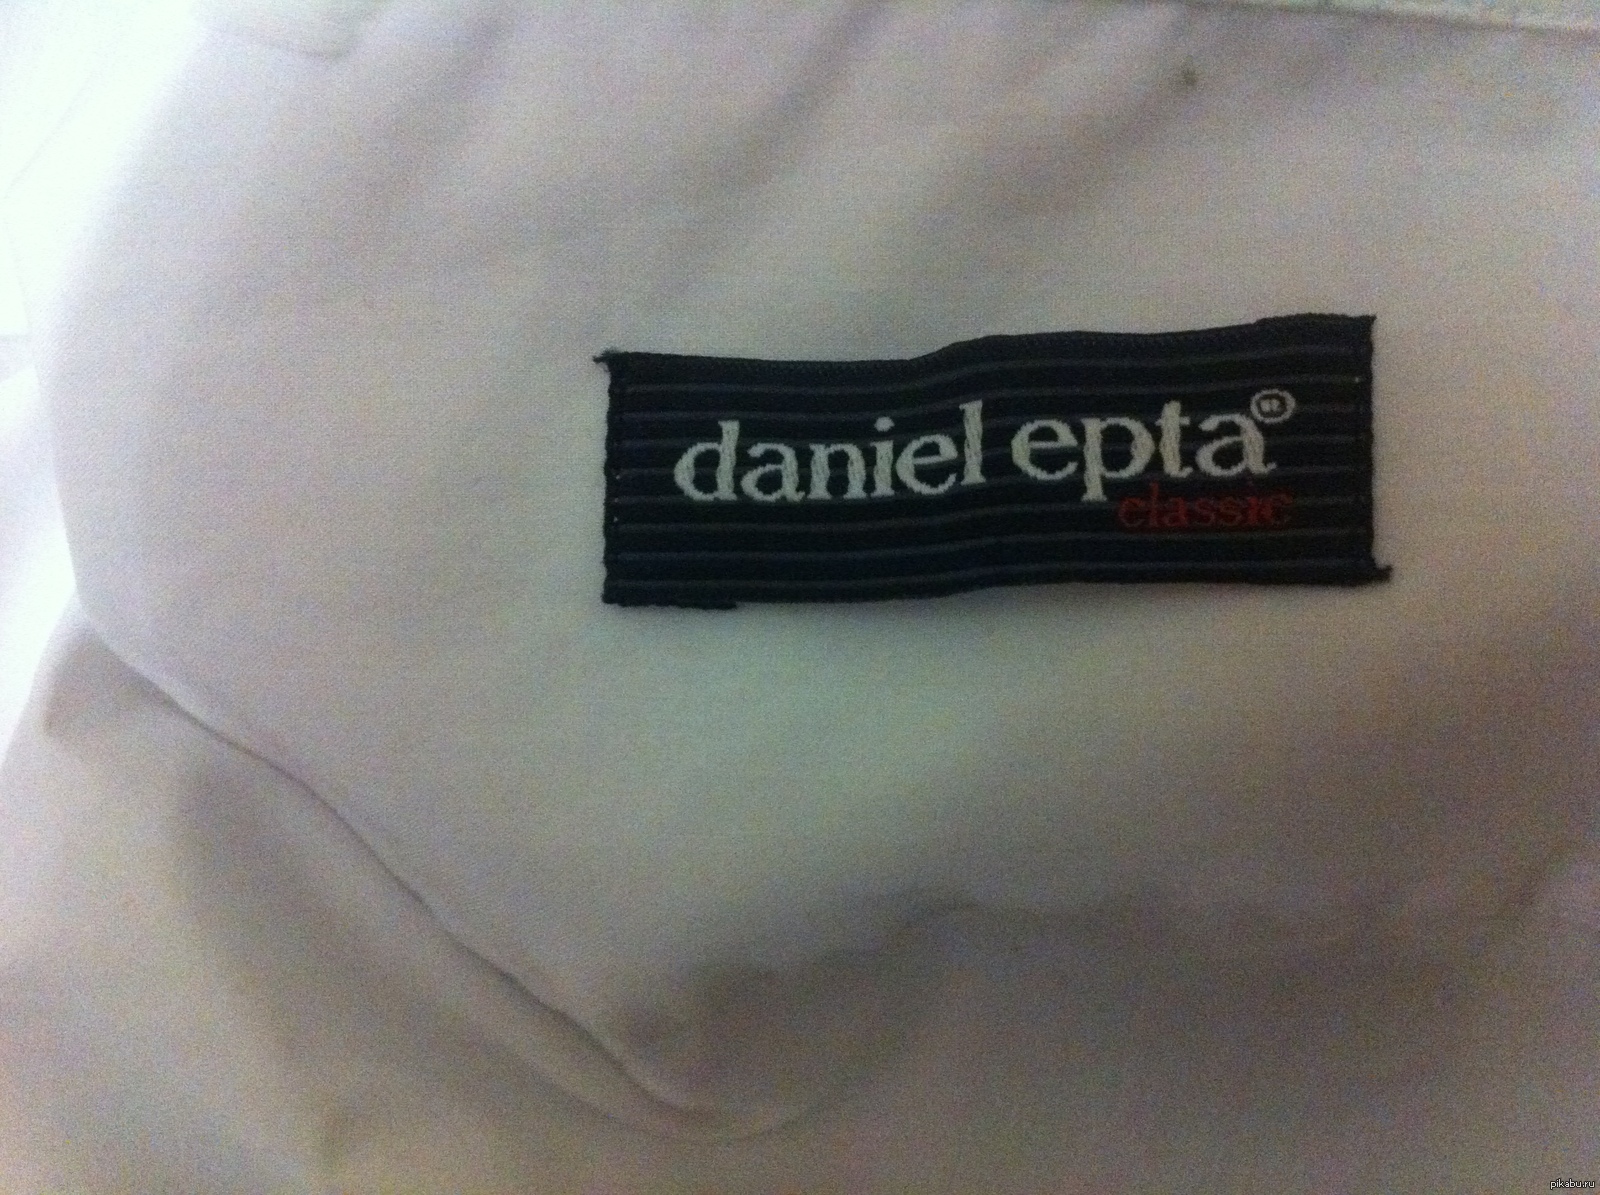 daniel epta®
classic
pikabu.ru